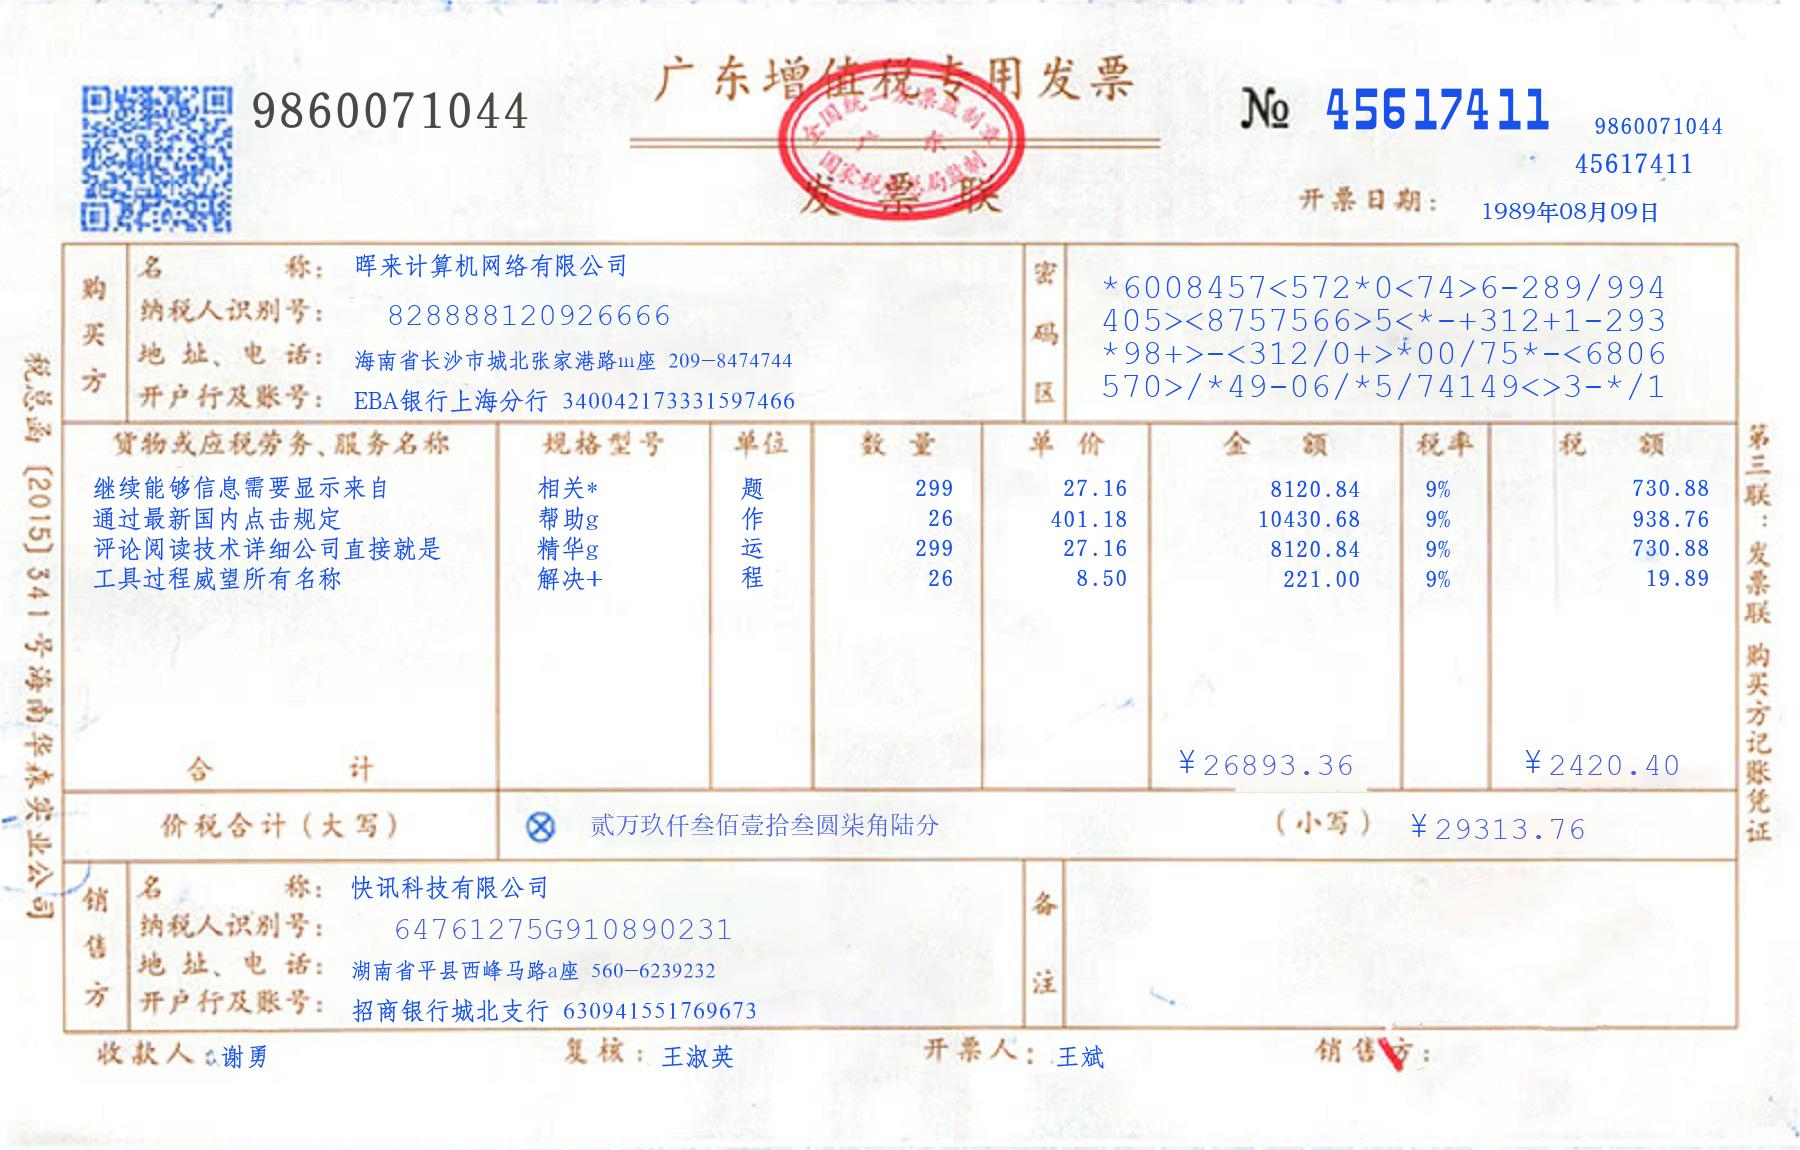 广东增值税专用发票
9860071044
№ 45617411
9860071044
45617411
全国统一发票监制章
广东
国家税务总局监制
发票联
开票日期: 1989年08月09日
购买方
名称: 晖来计算机网络有限公司
纳税人识别号: 828888120926666
地址、电话: 海南省长沙市城北张家港路m座 209-8474744
开户行及账号: EBA银行上海分行 340042173331597466
密码区
*6008457<572*0<74>6-289/994
405><8757566>5<*-+312+1-293
*98+>-<312/0+>*00/75*-<6806
570>/*49-06/*5/74149<>3-*/1
货物或应税劳务、服务名称 规格型号 单位 数量 单价 金额 税率 税额
继续能够信息需要显示来自 相关* 题 299 27.16 8120.84 9% 730.88
通过最新国内点击规定 帮助g 作 26 401.18 10430.68 9% 938.76
评论阅读技术详细公司直接就是 精华g 运 299 27.16 8120.84 9% 730.88
工具过程威望所有名称 解决+ 程 26 8.50 221.00 9% 19.89
合计 ¥26893.36 ¥2420.40
价税合计(大写) ⊗ 贰万玖仟叁佰壹拾叁圆柒角陆分 (小写) ¥29313.76
销售方
名称: 快讯科技有限公司
纳税人识别号: 64761275G910890231
地址、电话: 湖南省平县西峰马路a座 560-6239232
开户行及账号: 招商银行城北支行 630941551769673
备注
收款人: 谢勇 复核: 王淑英 开票人: 王斌 销售方:
税总函〔2015〕341号海南华森实业公司
第三联:发票联 购买方记账凭证